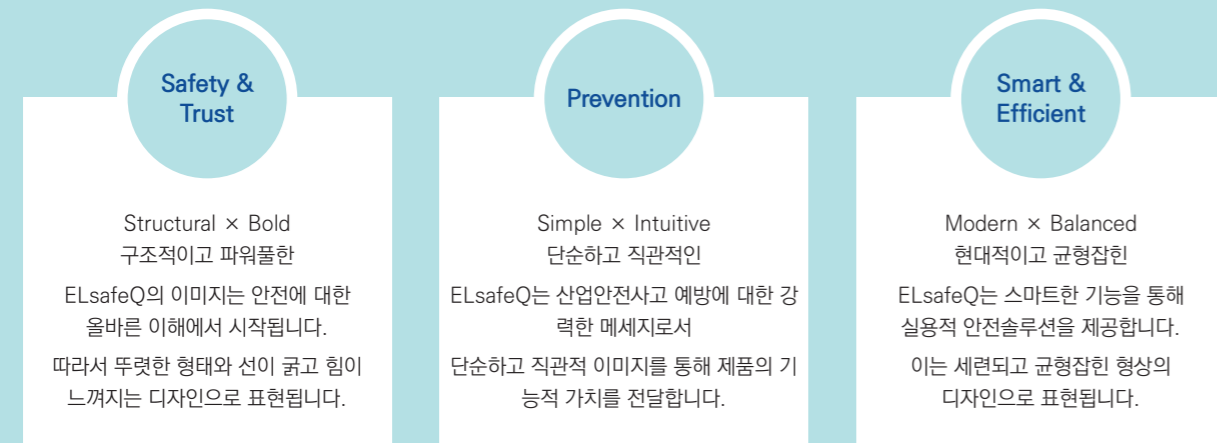 Safety &
Trust
Structural × Bold
구조적이고 파워풀한
ELsafeQ의 이미지는 안전에 대한
올바른 이해에서 시작됩니다.
따라서 뚜렷한 형태와 선이 굵고 힘이
느껴지는 디자인으로 표현됩니다.
Prevention
Simple × Intuitive
단순하고 직관적인
ELsafeQ는 산업안전사고 예방에 대한 강
력한 메세지로서
단순하고 직관적 이미지를 통해 제품의 기
능적 가치를 전달합니다.
Smart &
Efficient
Modern × Balanced
현대적이고 균형잡힌
ELsafeQ는 스마트한 기능을 통해
실용적 안전솔루션을 제공합니다.
이는 세련되고 균형잡힌 형상의
디자인으로 표현됩니다.